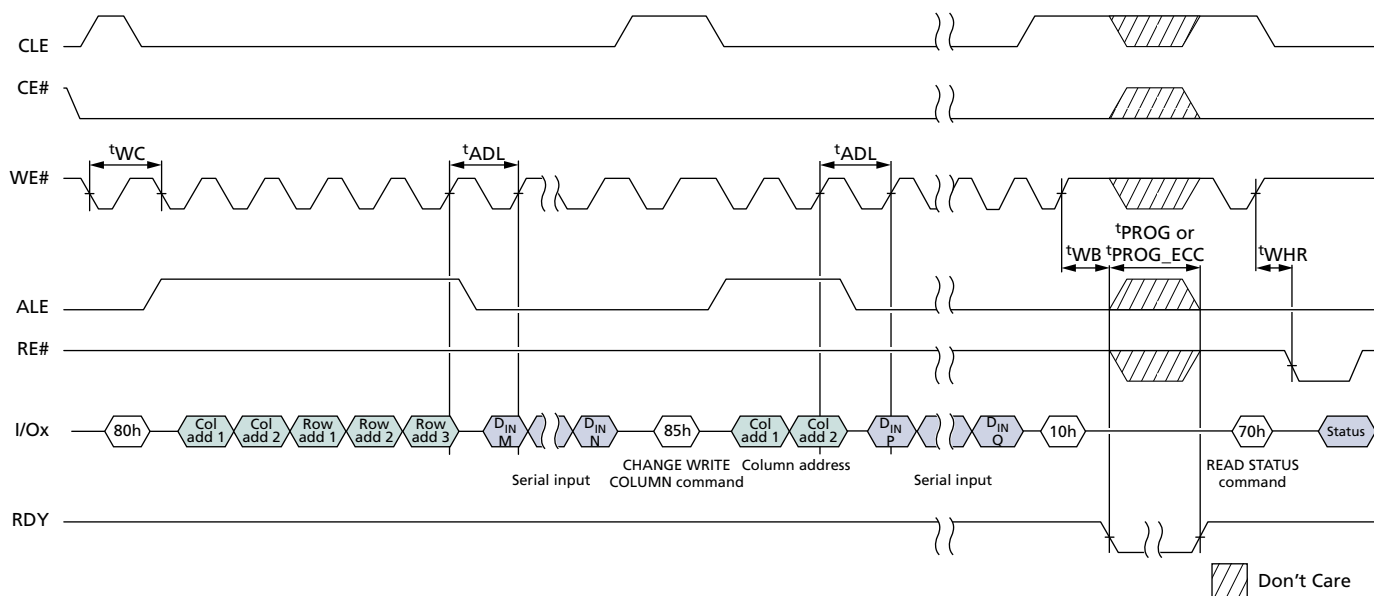 CLE
CE#
tWC
tADL
tADL
WE#
tPROG or
tWB
tPROG_ECC
tWHR
ALE
RE#
I/Ox
80h
Col
add 1
Col
add 2
Row
add 1
Row
add 2
Row
add 3
DIN
M
DIN
N
85h
Col
add 1
Col
add 2
DIN
P
DIN
Q
10h
70h
Status
Serial input
CHANGE WRITE
COLUMN command
Column address
Serial input
READ STATUS
command
RDY
Don't Care